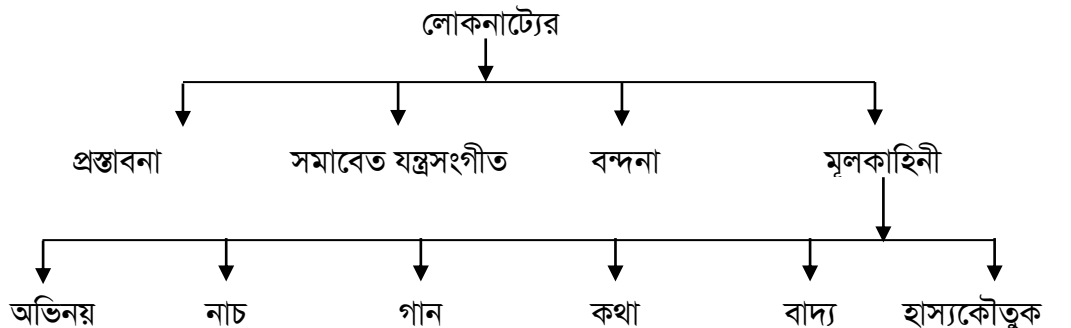 লোকনাট্যের
প্রস্তাবনা সমাবেত যন্ত্রসংগীত বন্দনা মূলকাহিনী
অভিনয় নাচ গান কথা বাদ্য হাস্যকৌতুক